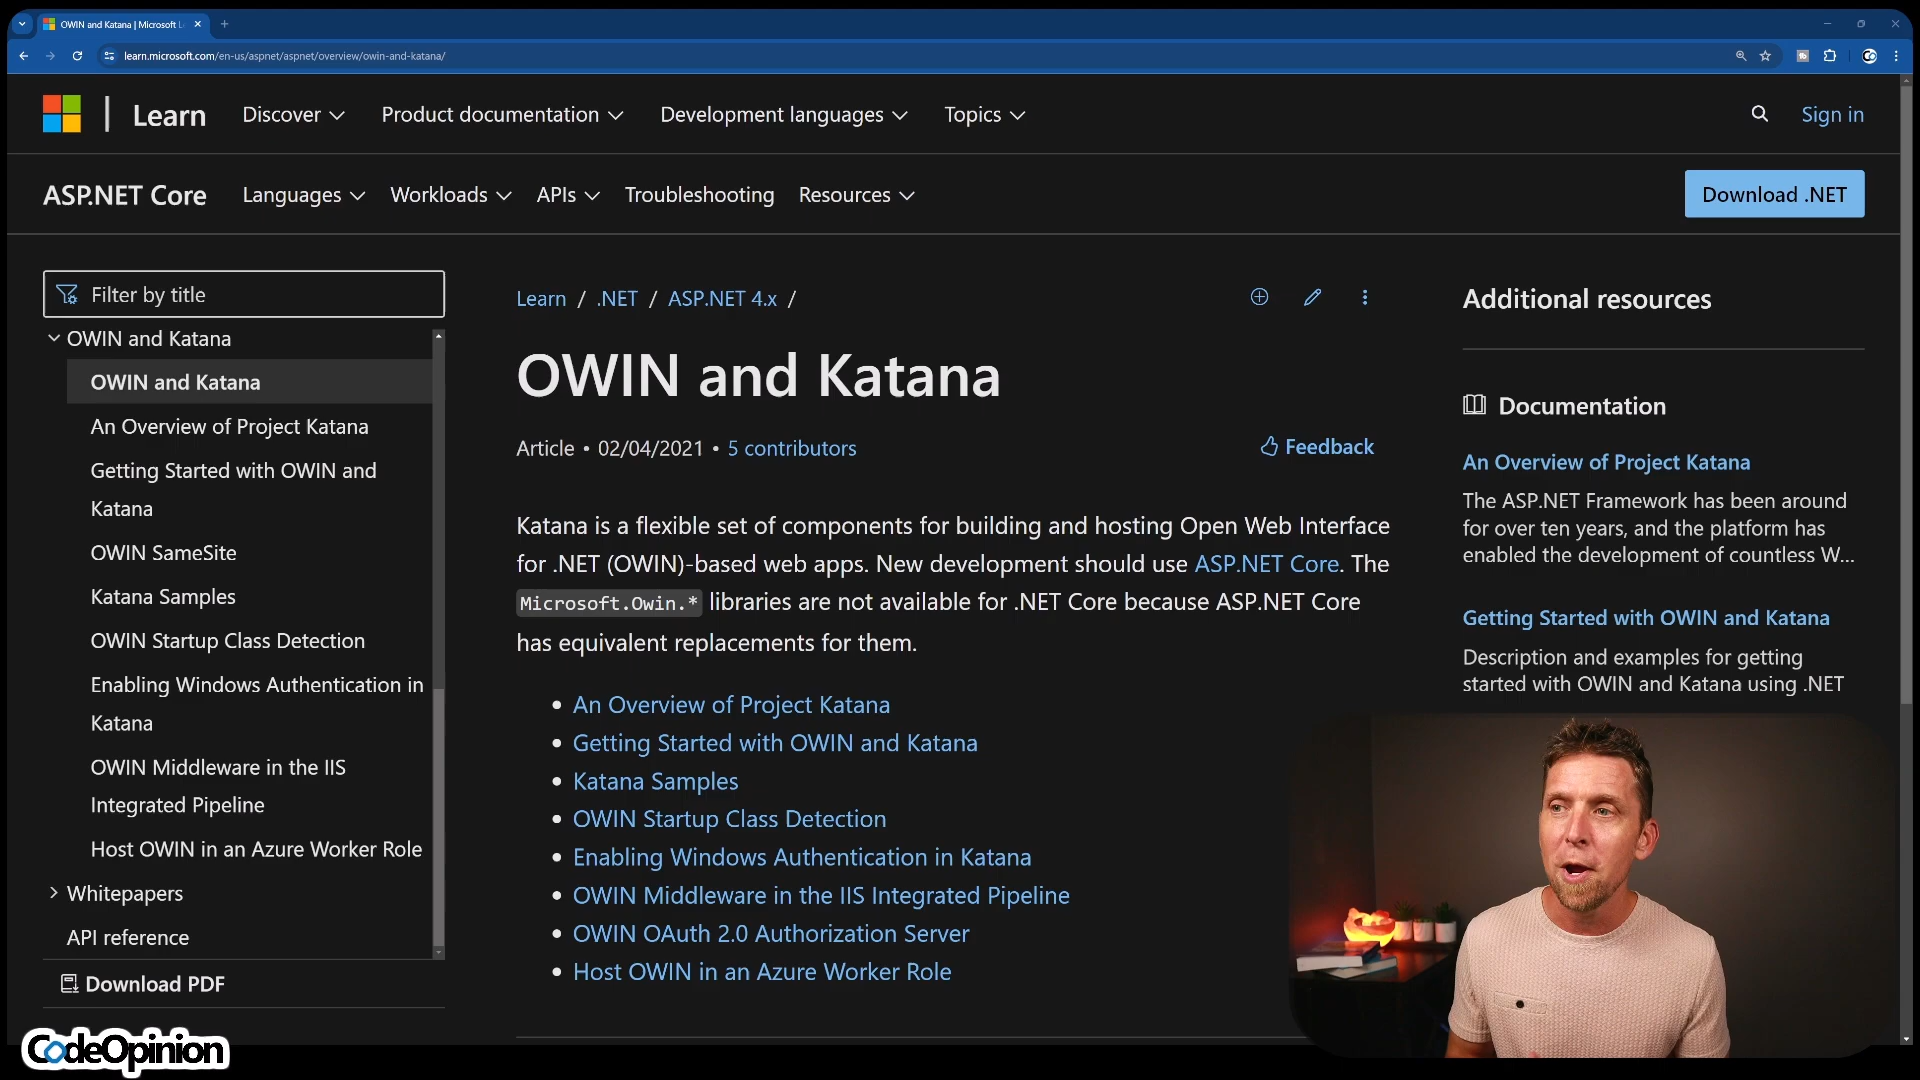 OWIN and Katana | Microsoft L
learn.microsoft.com/en-us/aspnet/aspnet/overview/owin-and-katana/
Learn
Discover
Product documentation
Development languages
Topics
Sign in
ASP.NET Core
Languages
Workloads
APIs
Troubleshooting
Resources
Download .NET
Filter by title
OWIN and Katana
OWIN and Katana
An Overview of Project Katana
Getting Started with OWIN and
Katana
OWIN SameSite
Katana Samples
OWIN Startup Class Detection
Enabling Windows Authentication in
Katana
OWIN Middleware in the IIS
Integrated Pipeline
Host OWIN in an Azure Worker Role
Whitepapers
API reference
Download PDF
Learn / .NET / ASP.NET 4.x /
OWIN and Katana
Article • 02/04/2021 • 5 contributors
Feedback
Katana is a flexible set of components for building and hosting Open Web Interface
for .NET (OWIN)-based web apps. New development should use ASP.NET Core. The
Microsoft.Owin.* libraries are not available for .NET Core because ASP.NET Core
has equivalent replacements for them.
• An Overview of Project Katana
• Getting Started with OWIN and Katana
• Katana Samples
• OWIN Startup Class Detection
• Enabling Windows Authentication in Katana
• OWIN Middleware in the IIS Integrated Pipeline
• OWIN OAuth 2.0 Authorization Server
• Host OWIN in an Azure Worker Role
Additional resources
Documentation
An Overview of Project Katana
The ASP.NET Framework has been around
for over ten years, and the platform has
enabled the development of countless W...
Getting Started with OWIN and Katana
Description and examples for getting
started with OWIN and Katana using .NET
CodeOpinion